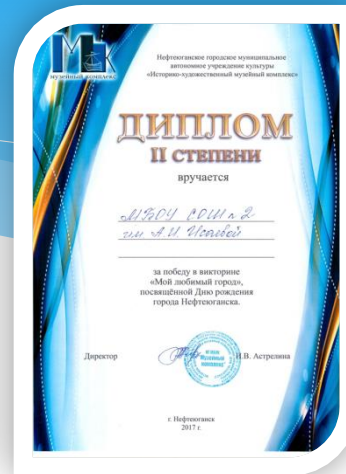 музейный комплекс
Нефтеюганское городское муниципальное
автономное учреждение культуры
«Историко-художественный музейный комплекс»
ДИПЛОМ
II СТЕПЕНИ
вручается
МБОУ СОШ № 2
им. А.И. Исаевой
за победу в викторине
«Мой любимый город»,
посвящённой Дню рождения
города Нефтеюганска.
Директор И.В. Астрелина
г. Нефтеюганск
2017 г.